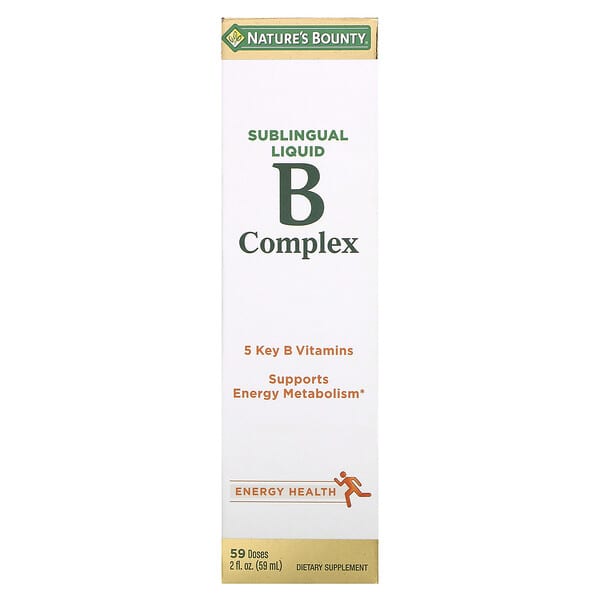 NATURE'S BOUNTY®
SUBLINGUAL
LIQUID
B
Complex
5 Key B Vitamins
Supports
Energy Metabolism*
ENERGY HEALTH
59 Doses
2 fl. oz. (59 mL)
DIETARY SUPPLEMENT